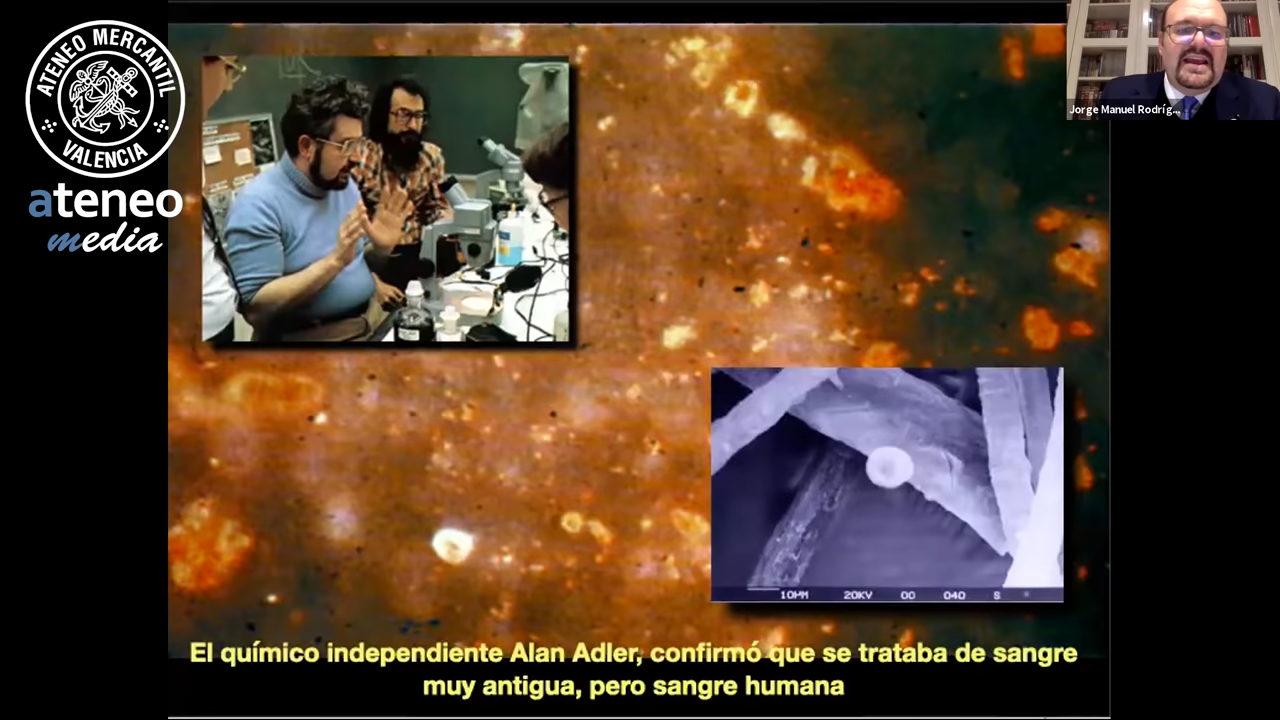 ATENEO MERCANTIL
VALENCIA
ateneo
media
Jorge Manuel Rodríg...
10µM 20KV 00 040 S
El químico independiente Alan Adler, confirmó que se trataba de sangre
muy antigua, pero sangre humana